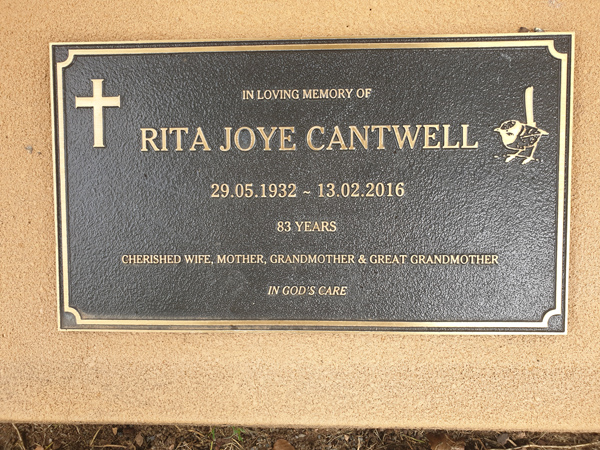 IN LOVING MEMORY OF
RITA JOYE CANTWELL
29.05.1932 ~ 13.02.2016
83 YEARS
CHERISHED WIFE, MOTHER, GRANDMOTHER & GREAT GRANDMOTHER
IN GOD'S CARE